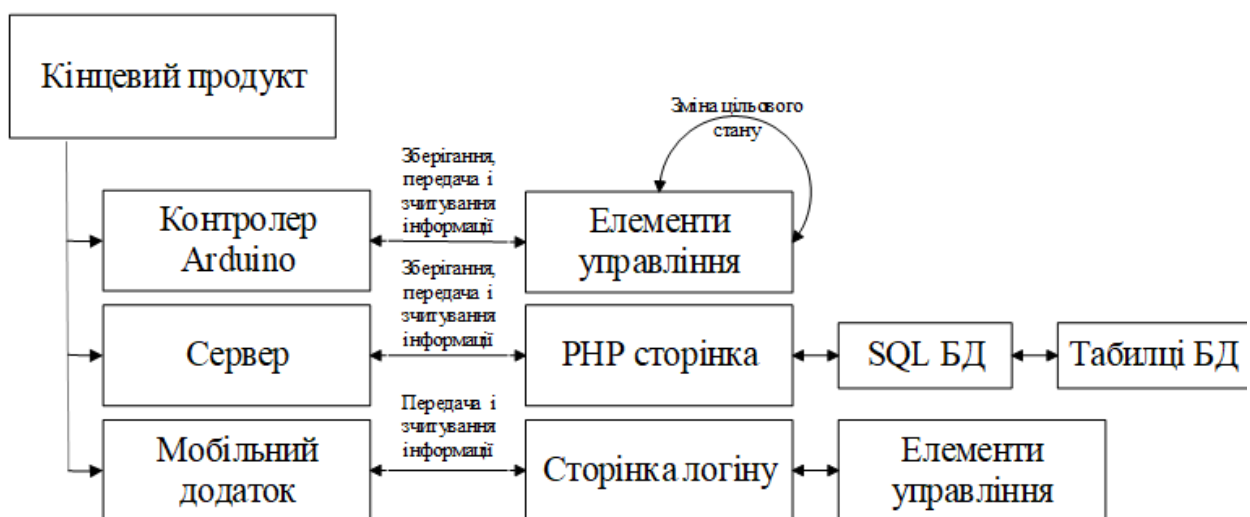 Кінцевий продукт
Зміна цільового
стану
Зберігання,
передача і
зчитування
інформації
Контролер
Arduino
Елементи
управління
Зберігання,
передача і
зчитування
інформації
Сервер
PHP сторінка
SQL БД
Табилці БД
Передача і
зчитування
інформації
Мобільний
додаток
Сторінка логіну
Елементи
управління